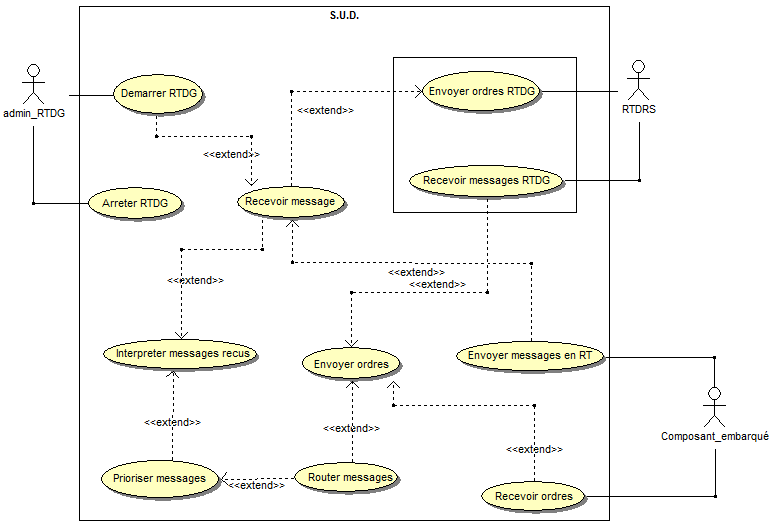 S.U.D.
admin_RTDG
Demarrer RTDG
<<extend>>
Envoyer ordres RTDG
RTDRS
<<extend>>
Recevoir messages RTDG
Arreter RTDG
Recevoir message
<<extend>>
<<extend>>
<<extend>>
Interpreter messages recus
Envoyer ordres
Envoyer messages en RT
<<extend>>
<<extend>>
<<extend>>
Composant_embarqué
Prioriser messages
<<extend>>
Router messages
Recevoir ordres